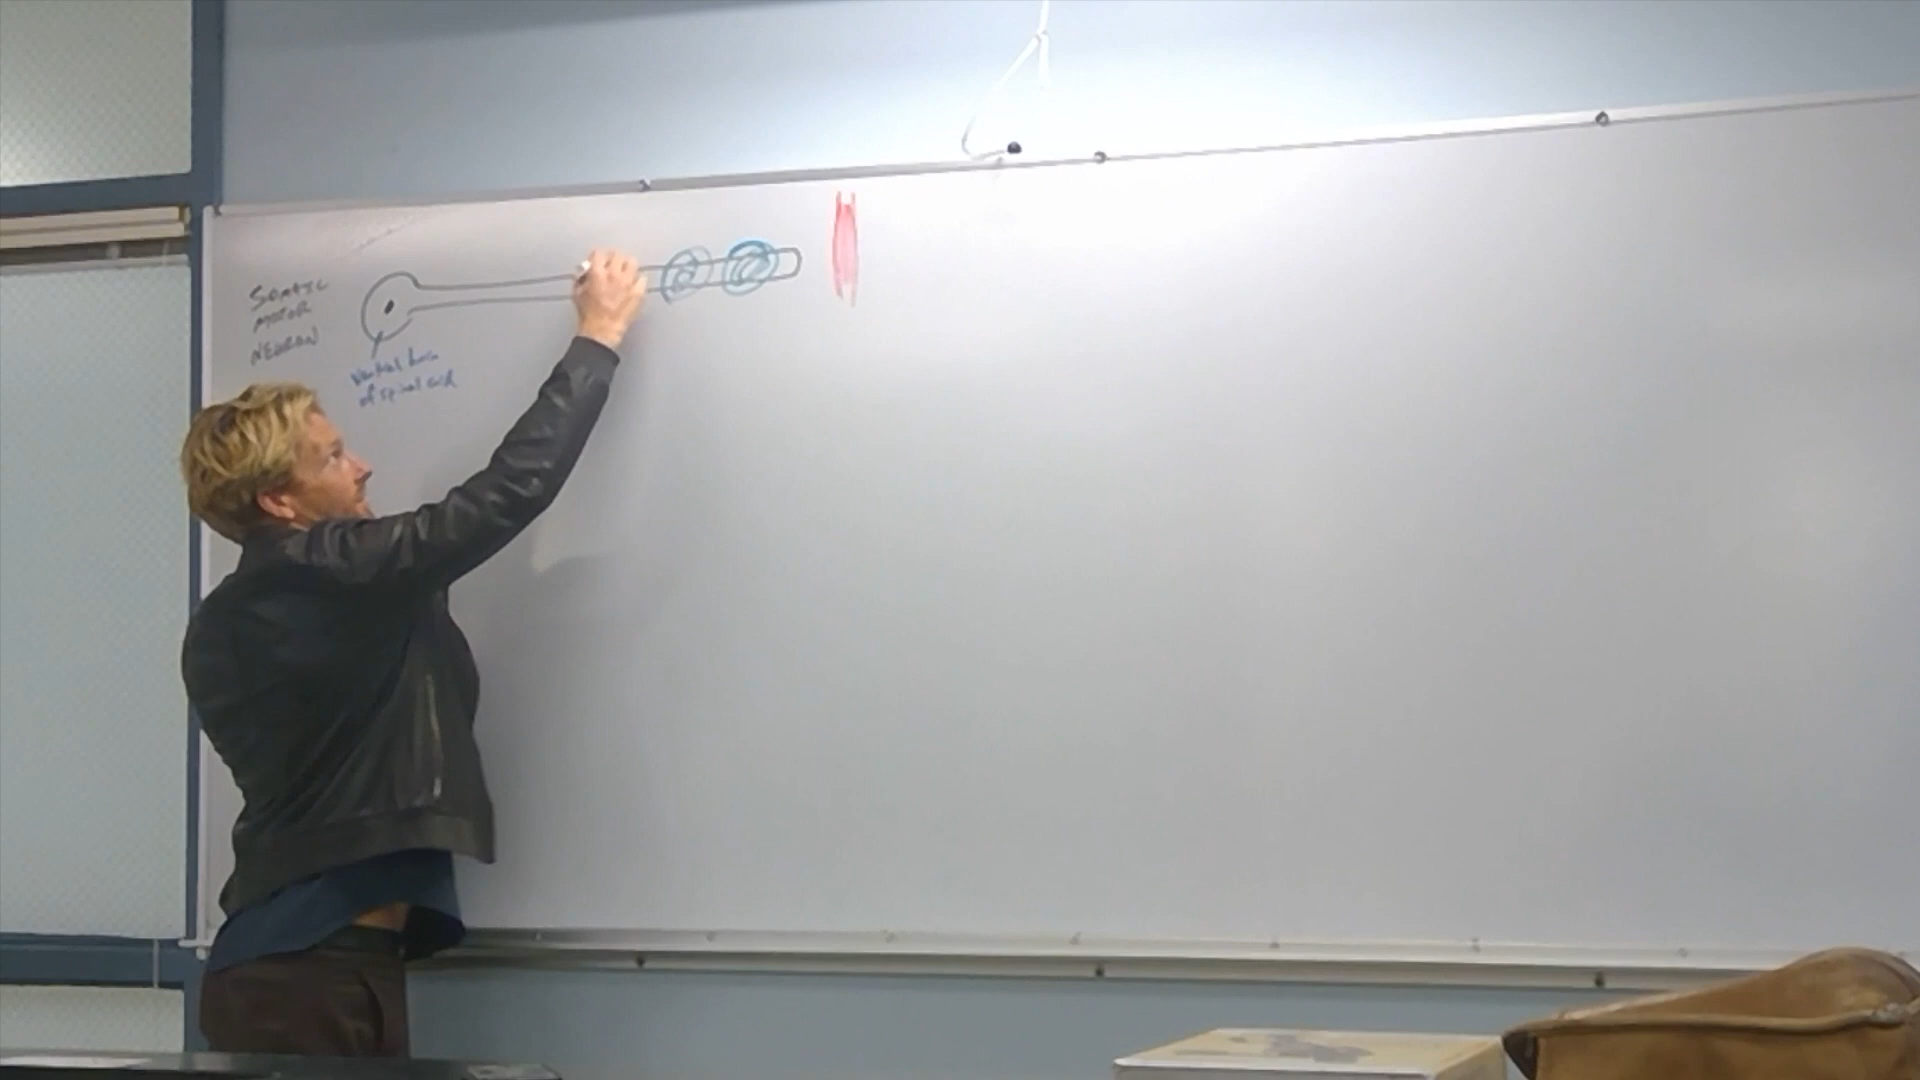 SOMATIC
MOTOR
NEURON
Ventral horn
of spinal cord